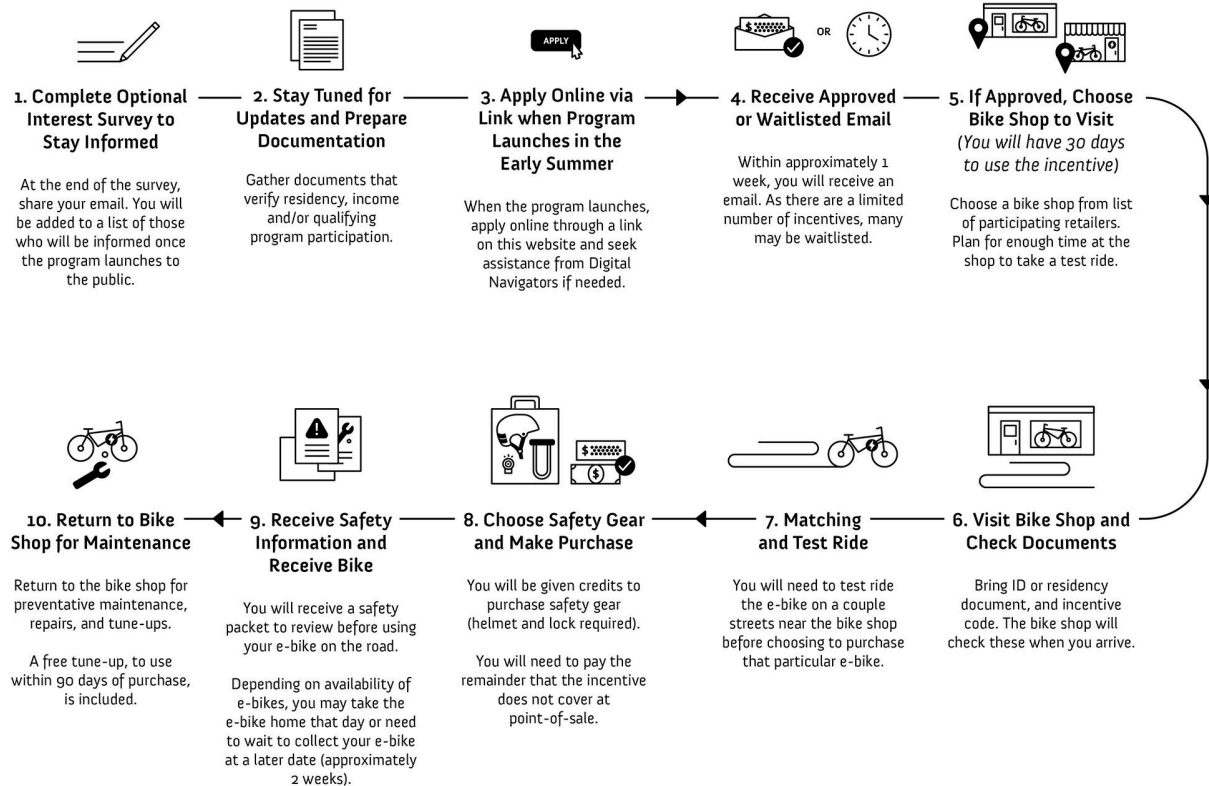 APPLY
OR
1. Complete Optional
Interest Survey to
Stay Informed
At the end of the survey,
share your email. You will
be added to a list of those
who will be informed once
the program launches to
the public.
2. Stay Tuned for
Updates and Prepare
Documentation
Gather documents that
verify residency, income
and/or qualifying
program participation.
3. Apply Online via
Link when Program
Launches in the
Early Summer
When the program launches,
apply online through a link
on this website and seek
assistance from Digital
Navigators if needed.
4. Receive Approved
or Waitlisted Email
Within approximately 1
week, you will receive an
email. As there are a limited
number of incentives, many
may be waitlisted.
5. If Approved, Choose
Bike Shop to Visit
(You will have 30 days
to use the incentive)
Choose a bike shop from list
of participating retailers.
Plan for enough time at the
shop to take a test ride.
6. Visit Bike Shop and
Check Documents
Bring ID or residency
document, and incentive
code. The bike shop will
check these when you arrive.
7. Matching
and Test Ride
You will need to test ride
the e-bike on a couple
streets near the bike shop
before choosing to purchase
that particular e-bike.
8. Choose Safety Gear
and Make Purchase
You will be given credits to
purchase safety gear
(helmet and lock required).
You will need to pay the
remainder that the incentive
does not cover at
point-of-sale.
9. Receive Safety
Information and
Receive Bike
You will receive a safety
packet to review before using
your e-bike on the road.
Depending on availability of
e-bikes, you may take the
e-bike home that day or need
to wait to collect your e-bike
at a later date (approximately
2 weeks).
10. Return to Bike
Shop for Maintenance
Return to the bike shop for
preventative maintenance,
repairs, and tune-ups.
A free tune-up, to use
within 90 days of purchase,
is included.